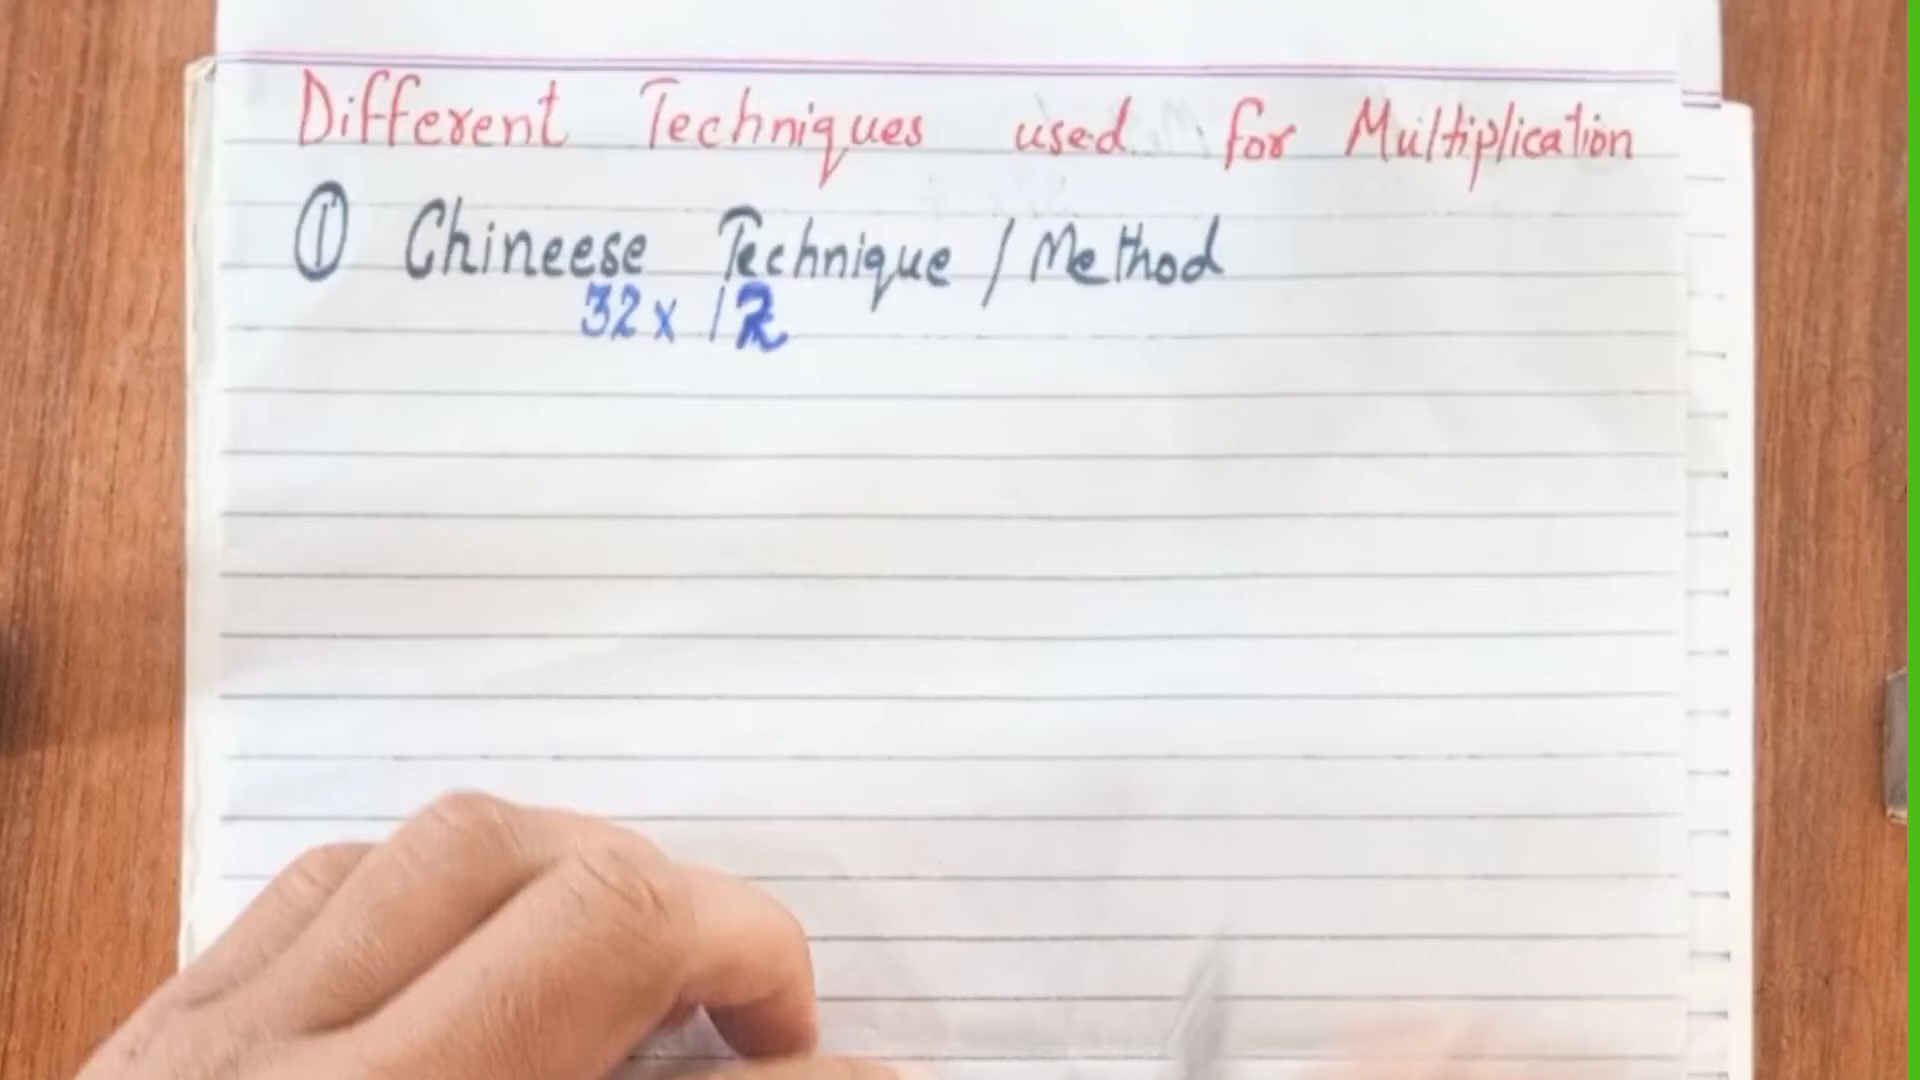 Different Techniques used for Multiplication
① Chineese Technique / Method
32 x 12